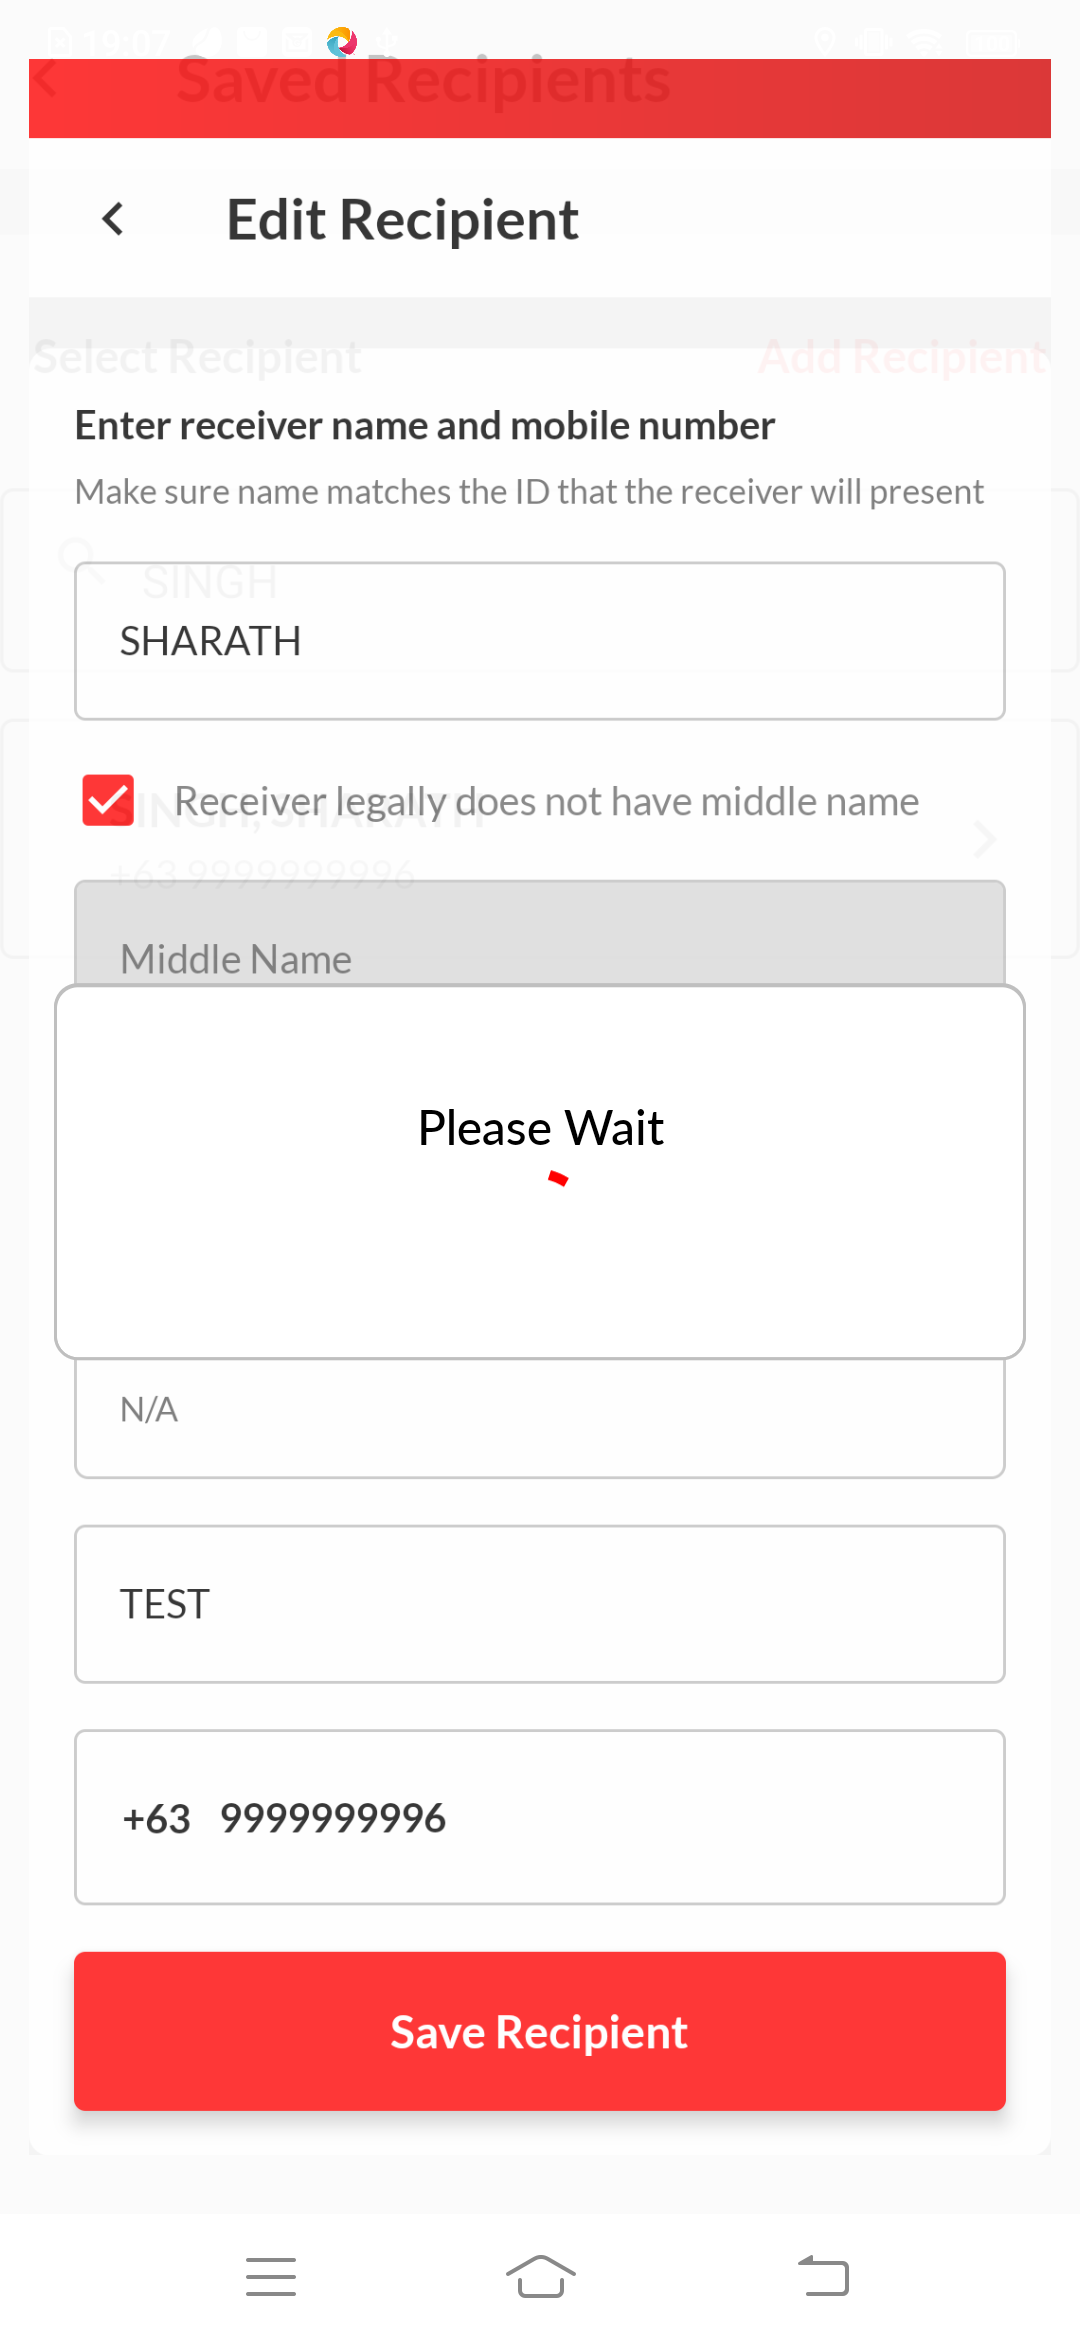 19:07
Saved Recipients
Edit Recipient
Select Recipient
Add Recipient
Enter receiver name and mobile number
Make sure name matches the ID that the receiver will present
SINGH
SHARATH
Receiver legally does not have middle name
SINGH, SHARATH
+63 9999999996
Middle Name
Please Wait
N/A
TEST
+63 9999999996
Save Recipient